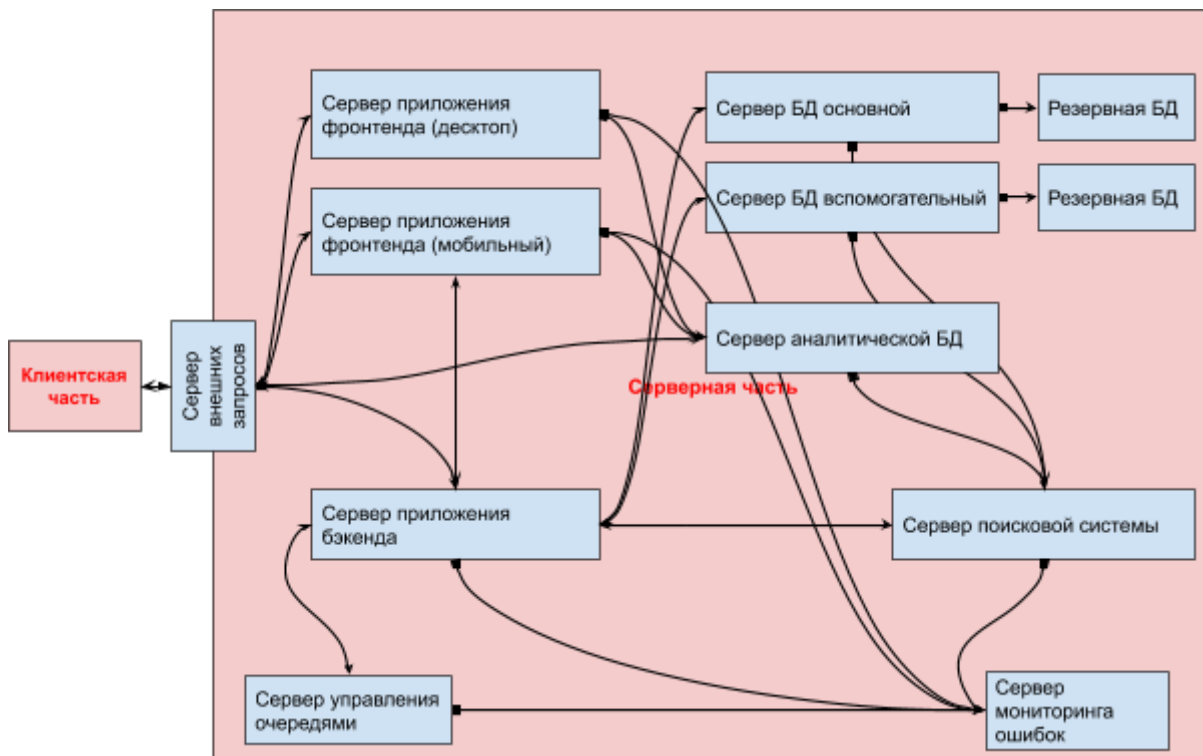 Сервер приложения
фронтенда (десктоп)
Сервер БД основной
Резервная БД
Сервер приложения
фронтенда (мобильный)
Сервер БД вспомогательный
Резервная БД
Клиентская
часть
Сервер
внешних
запросов
Сервер аналитической БД
Серверная часть
Сервер приложения
бэкенда
Сервер поисковой системы
Сервер управления
очередями
Сервер
мониторинга
ошибок